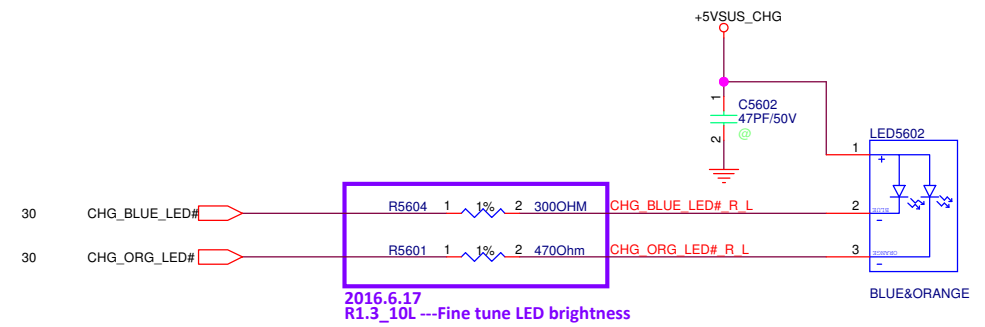 +5VSUS_CHG
1
C5602
47PF/50V
2
@
LED5602
1
+
30 CHG_BLUE_LED# R5604 1 1% 2 300OHM CHG_BLUE_LED#_R_L 2 BLUE
-
30 CHG_ORG_LED# R5601 1 1% 2 470Ohm CHG_ORG_LED#_R_L 3 ORANGE
-
BLUE&ORANGE
2016.6.17
R1.3_10L ---Fine tune LED brightness